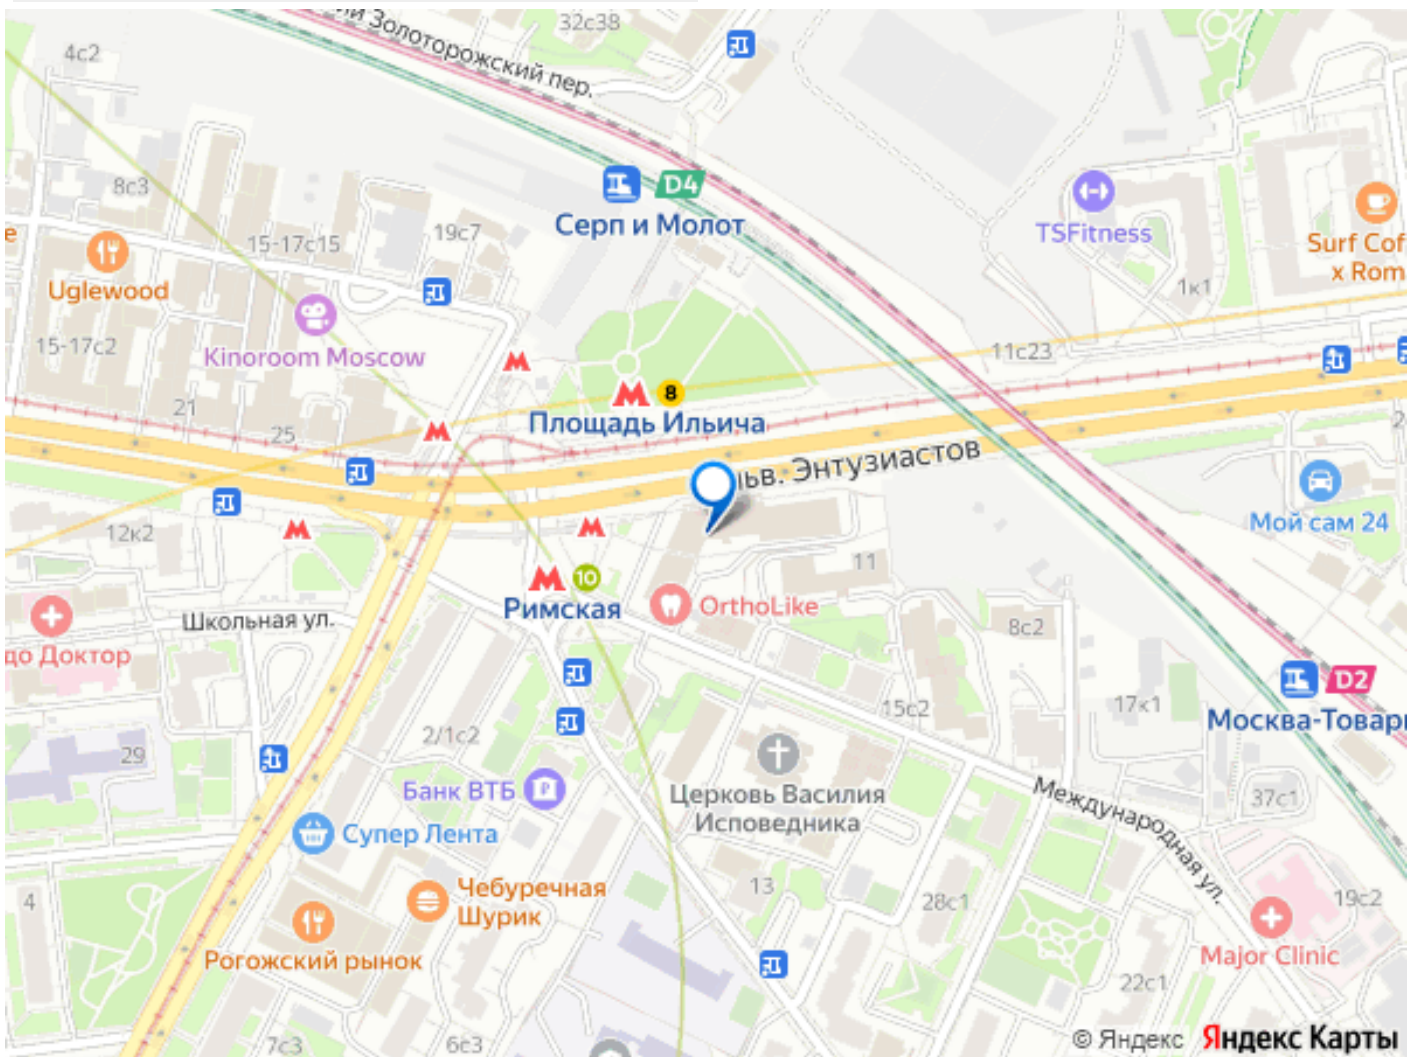 32с38
ий Золоторожский пер.
4с2
D4
Серп и Молот
8с3
TSFitness
Surf Cof
x Rom
15-17с15
19с7
е
Uglewood
1к1
Kinoroom Moscow
15-17с2
11с23
8
Площадь Ильича
21
25
ьв. Энтузиастов
2
Мой сам 24
12к2
11
10
Римская
OrthoLike
Школьная ул.
8с2
до Доктор
D2
17к1
15с2
Москва-Товарн
2/1с2
29
Банк ВТБ
Церковь Василия
Исповедника
Международная ул.
37с1
Супер Лента
Чебуречная
Шурик
13
28с1
19с2
4
Рогожский рынок
Major Clinic
22с1
7с3
6е3
© Яндекс Яндекс Карты